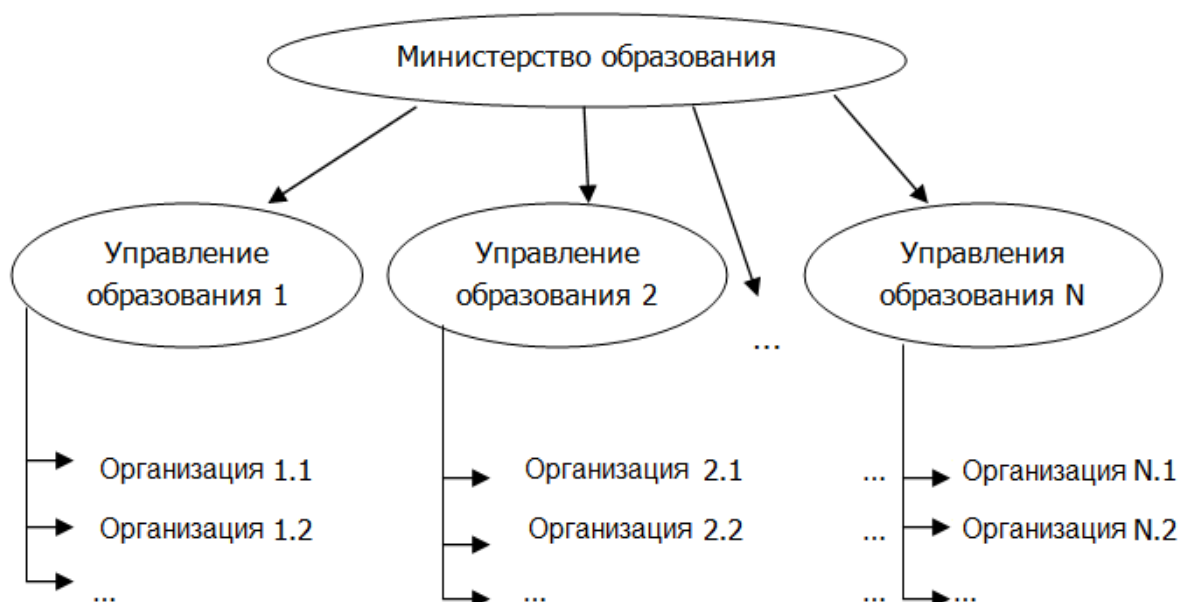 Министерство образования
Управление
образования 1
Управление
образования 2
...
Управления
образования N
Организация 1.1
Организация 1.2
...
Организация 2.1
Организация 2.2
...
...
...
...
Организация N.1
Организация N.2
...